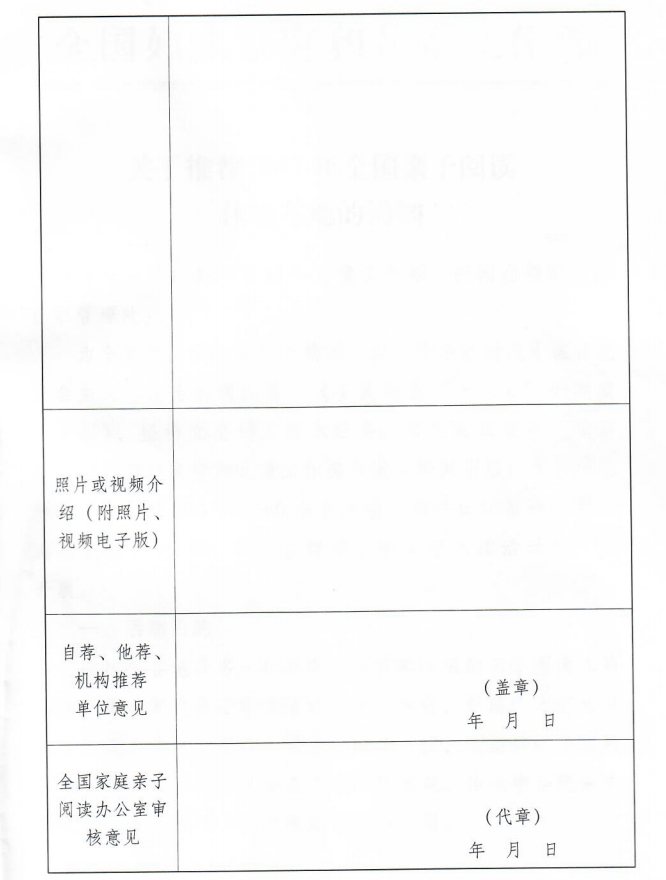 照片或视频介
绍（附照片、
视频电子版）
自荐、他荐、
机构推荐
单位意见
（盖章）
年 月 日
全国家庭亲子
阅读办公室审
核意见
（代章）
年 月 日